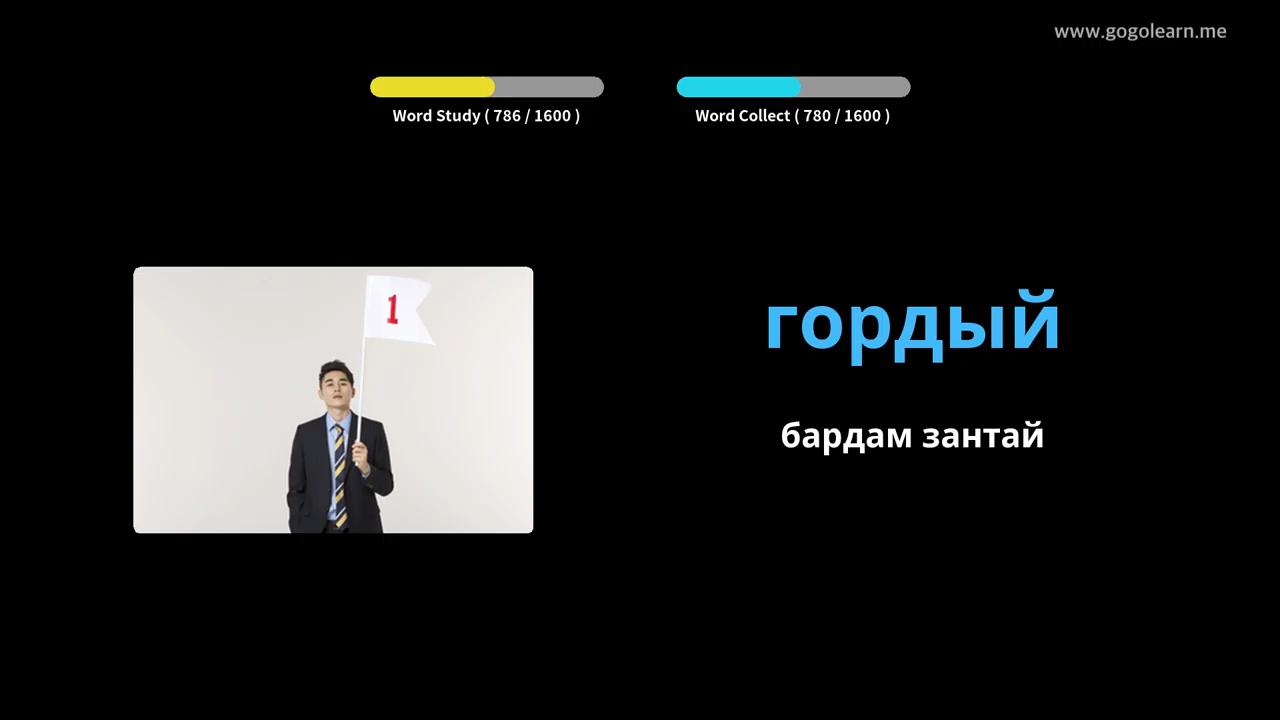 www.gogolearn.me
Word Study ( 786 / 1600 )
Word Collect ( 780 / 1600 )
1
гордый
бардам зантай